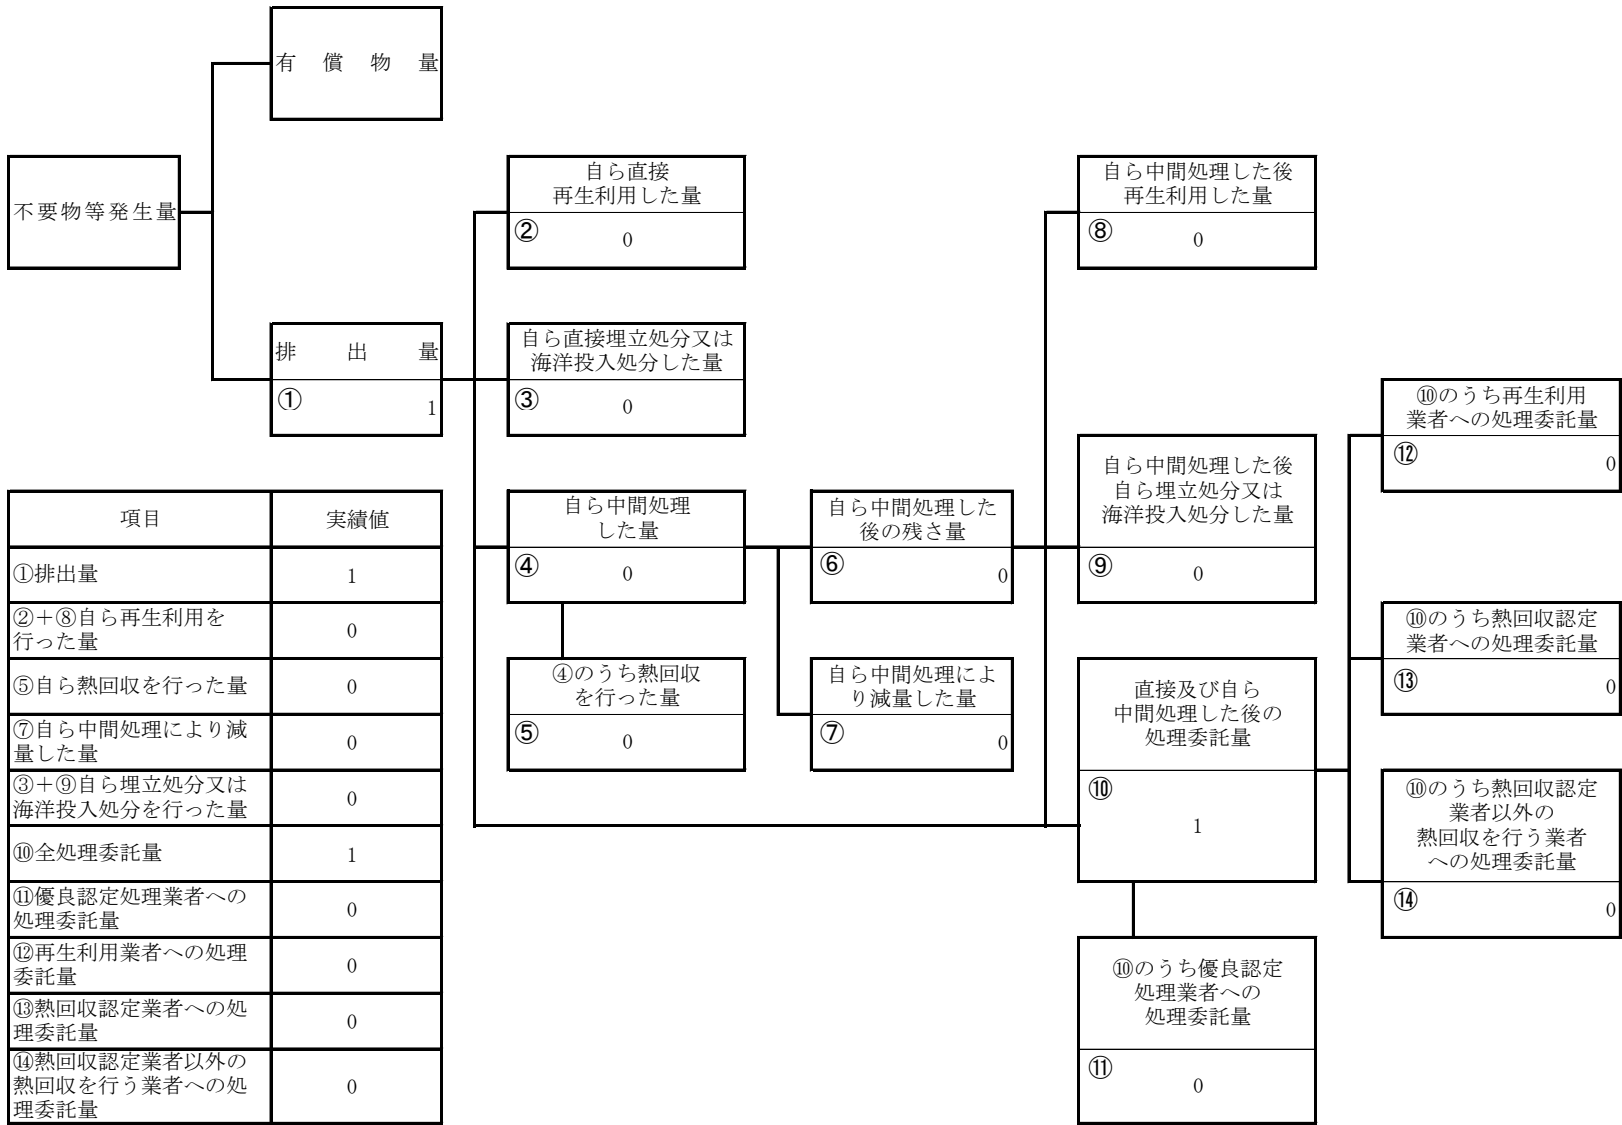 有償物量
不要物等発生量
排出量
①
1
自ら直接
再生利用した量
②
0
自ら直接埋立処分又は
海洋投入処分した量
③
0
自ら中間処理
した量
④
0
④のうち熱回収
を行った量
⑤
0
自ら中間処理した
後の残さ量
⑥
0
自ら中間処理によ
り減量した量
⑦
0
自ら中間処理した後
再生利用した量
⑧
0
自ら中間処理した後
自ら埋立処分又は
海洋投入処分した量
⑨
0
直接及び自ら
中間処理した後の
処理委託量
⑩
1
⑩のうち優良認定
処理業者への
処理委託量
⑪
0
⑩のうち再生利用
業者への処理委託量
⑫
0
⑩のうち熱回収認定
業者への処理委託量
⑬
0
⑩のうち熱回収認定
業者以外の
熱回収を行う業者
への処理委託量
⑭
0
項目 実績値
①排出量 1
②+⑧自ら再生利用を
行った量
0
⑤自ら熱回収を行った量 0
⑦自ら中間処理により減
量した量
0
③+⑨自ら埋立処分又は
海洋投入処分を行った量
0
⑩全処理委託量 1
⑪優良認定処理業者への
処理委託量
0
⑫再生利用業者への処理
委託量
0
⑬熱回収認定業者への処
理委託量
0
⑭熱回収認定業者以外の
熱回収を行う業者への処
理委託量
0